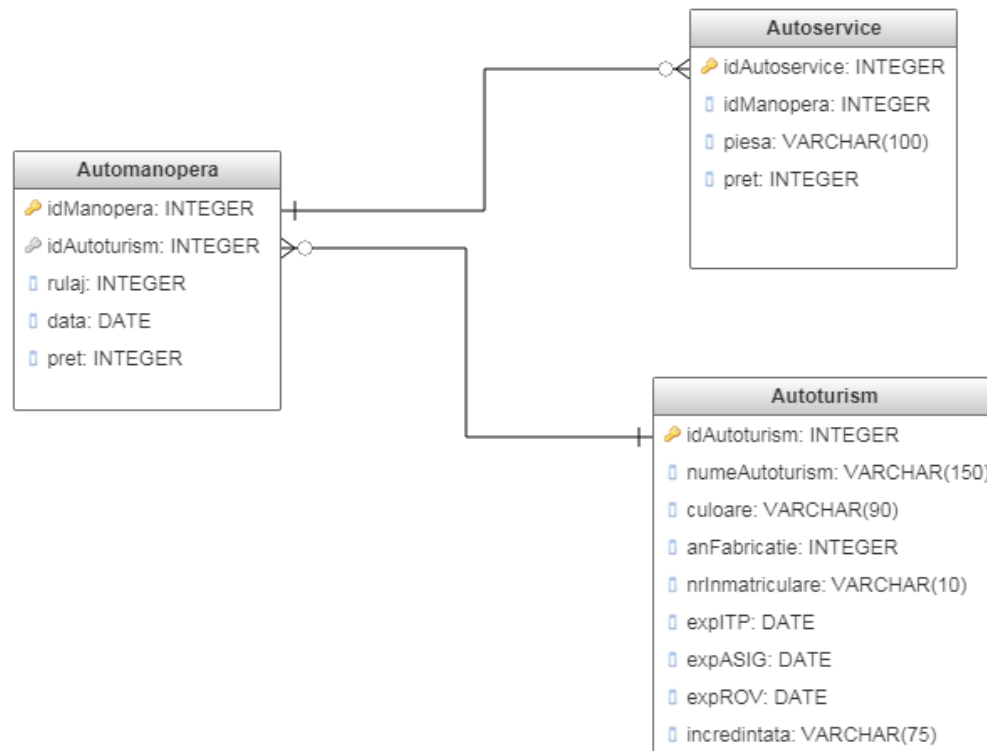 Autoservice
idAutoservice: INTEGER
idManopera: INTEGER
piesa: VARCHAR(100)
pret: INTEGER
Automanopera
idManopera: INTEGER
idAutoturism: INTEGER
rulaj: INTEGER
data: DATE
pret: INTEGER
Autoturism
idAutoturism: INTEGER
numeAutoturism: VARCHAR(150)
culoare: VARCHAR(90)
anFabricatie: INTEGER
nrInmatriculare: VARCHAR(10)
expITP: DATE
expASIG: DATE
expROV: DATE
incredintata: VARCHAR(75)